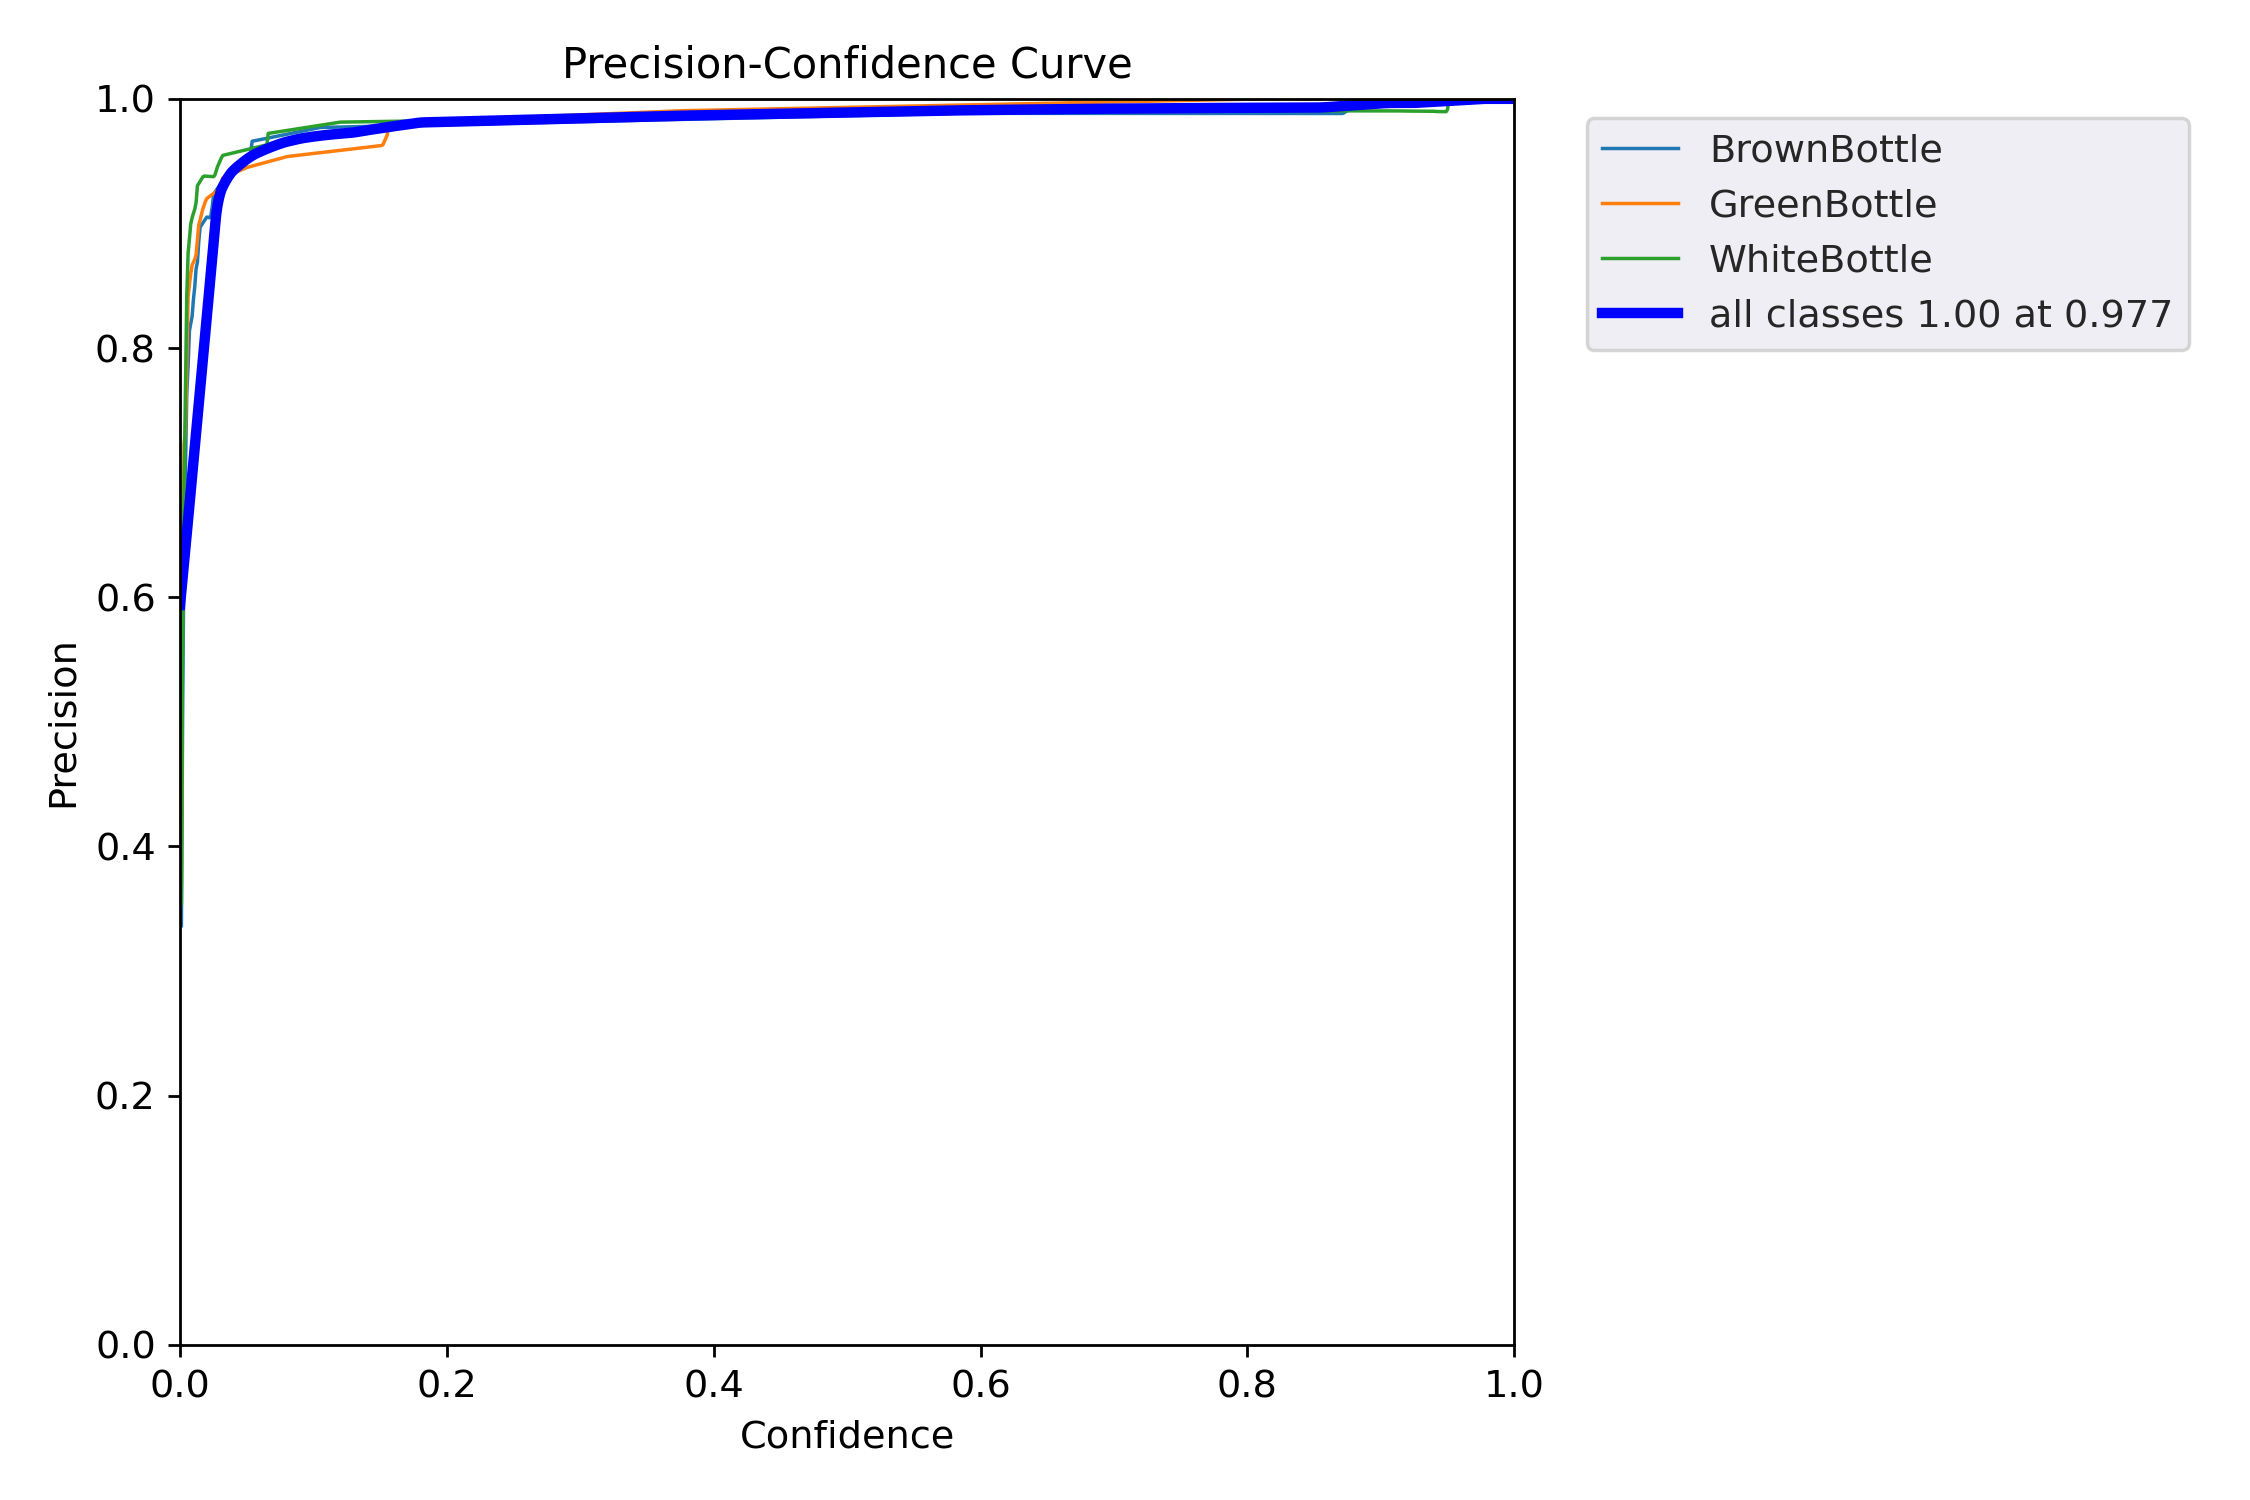 Precision-Confidence Curve
1.0
0.8
0.6
0.4
0.2
0.0
Precision
0.0 0.2 0.4 0.6 0.8 1.0
Confidence
BrownBottle
GreenBottle
WhiteBottle
all classes 1.00 at 0.977